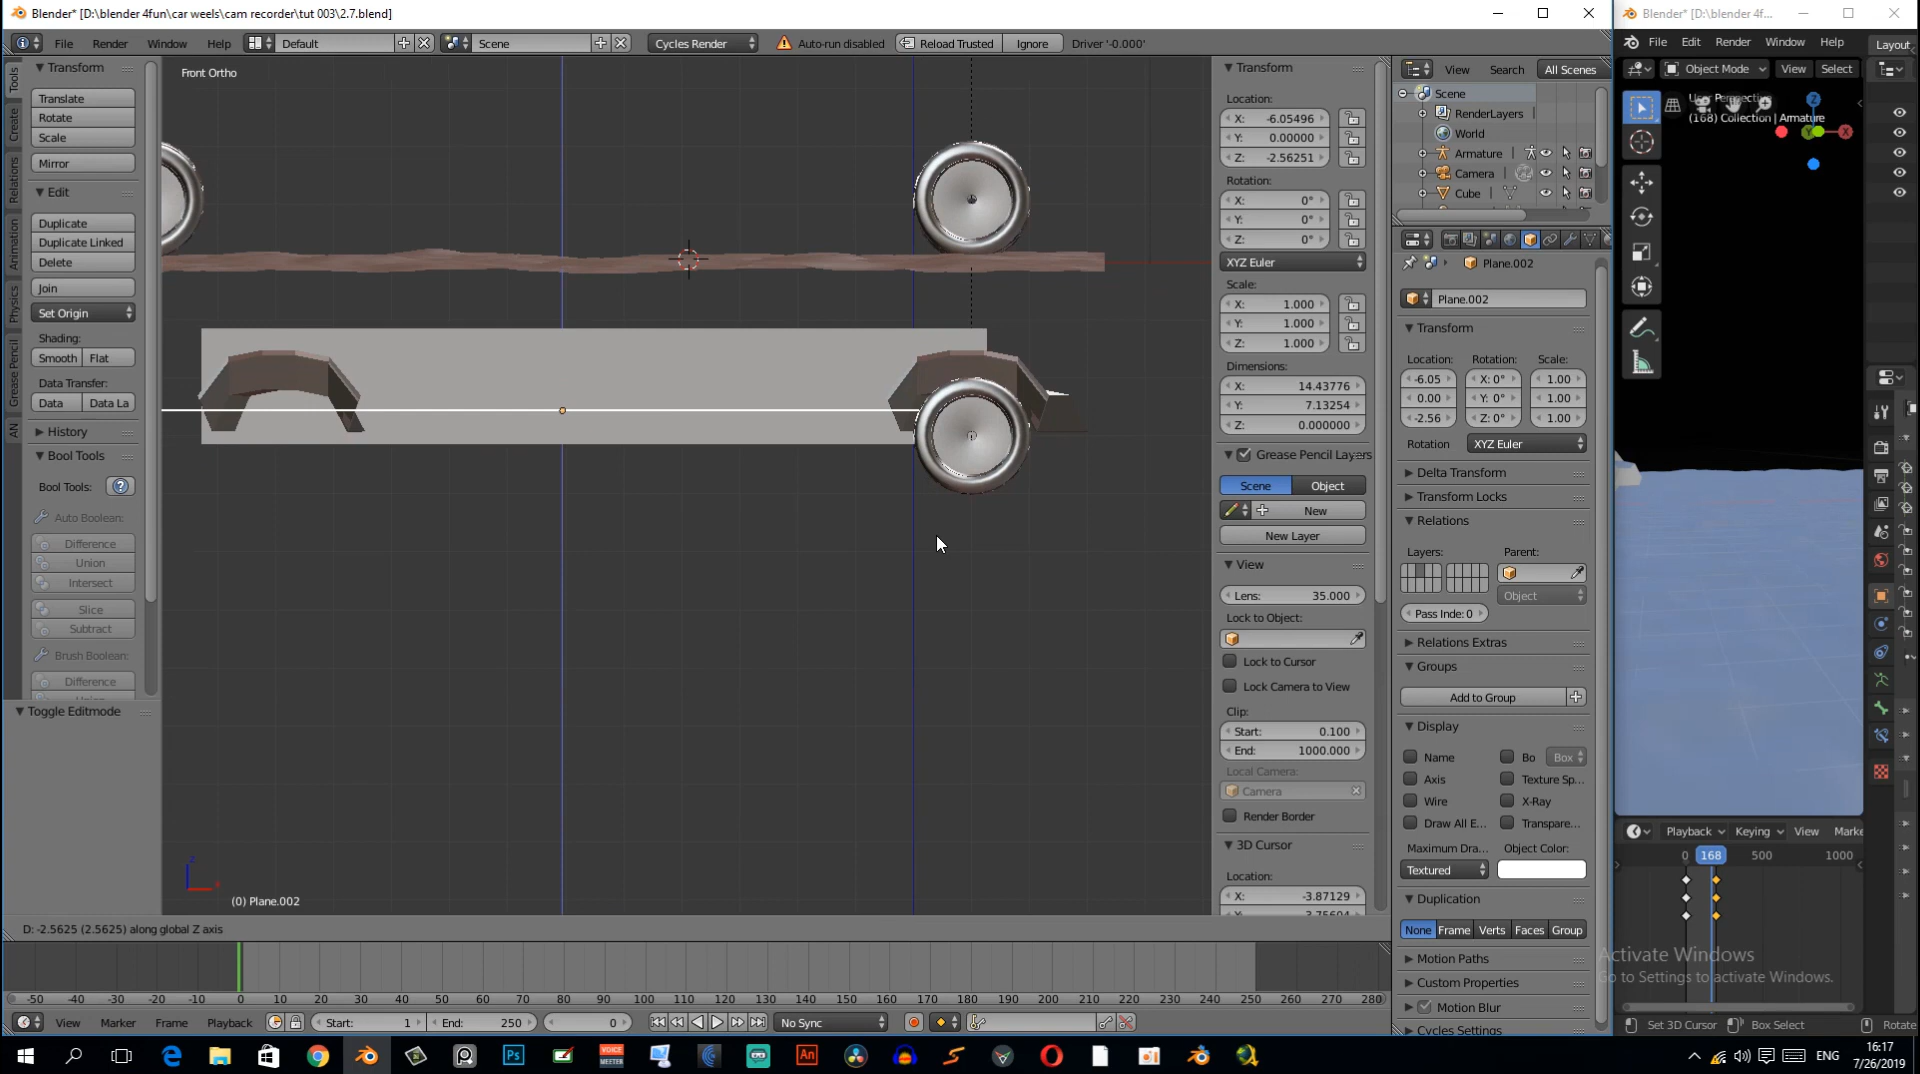 Blender* [D:\blender 4fun\car weels\cam recorder\tut 003\2.7.blend]
Blender* [D:\blender 4f...
File Render Window Help Default Scene Cycles Render Auto-run disabled Reload Trusted Ignore Driver '-0.000'
File Edit Render Window Help Layout
Object Mode View Select
Tools
Create
Relations
Animation
Physics
Grease Pencil
AN
Transform
Translate
Rotate
Scale
Mirror
Edit
Duplicate
Duplicate Linked
Delete
Join
Set Origin
Shading:
Smooth Flat
Data Transfer:
Data Data La
History
Bool Tools
Bool Tools:
Auto Boolean:
Difference
Union
Intersect
Slice
Subtract
Brush Boolean:
Difference
Toggle Editmode
Front Ortho
(0) Plane.002
Transform
Location:
X: -6.05496
Y: 0.00000
Z: -2.56251
Rotation:
X: 0°
Y: 0°
Z: 0°
XYZ Euler
Scale:
X: 1.000
Y: 1.000
Z: 1.000
Dimensions:
X: 14.43776
Y: 7.13254
Z: 0.000000
Grease Pencil Layers
Scene Object
New
New Layer
View
Lens: 35.000
Lock to Object:
Lock to Cursor
Lock Camera to View
Clip:
Start: 0.100
End: 1000.000
Local Camera:
Camera
Render Border
3D Cursor
Location:
X: -3.87129
View Search All Scenes
Scene
RenderLayers
World
Armature
Camera
Cube
Plane.002
Plane.002
Transform
Location: Rotation: Scale:
-6.05 X: 0° 1.00
0.00 Y: 0° 1.00
-2.56 Z: 0° 1.00
Rotation XYZ Euler
Delta Transform
Transform Locks
Relations
Layers: Parent:
Object
Pass Inde: 0
Relations Extras
Groups
Add to Group
Display
Name Bo Box
Axis Texture Sp...
Wire X-Ray
Draw All E... Transpare...
Maximum Dra... Object Color:
Textured
Duplication
None Frame Verts Faces Group
Motion Paths
Custom Properties
Motion Blur
Cycles Settings
User Perspective
(168) Collection | Armature
Playback Keying View Marke
0 168 500 1000
Activate Windows
Go to Settings to activate Windows.
Set 3D Cursor Box Select Rotate
D: -2.5625 (2.5625) along global Z axis
-50 -40 -30 -20 -10 0 10 20 30 40 50 60 70 80 90 100 110 120 130 140 150 160 170 180 190 200 210 220 230 240 250 260 270 280
View Marker Frame Playback Start: 1 End: 250 0 No Sync
ENG
16:17
7/26/2019